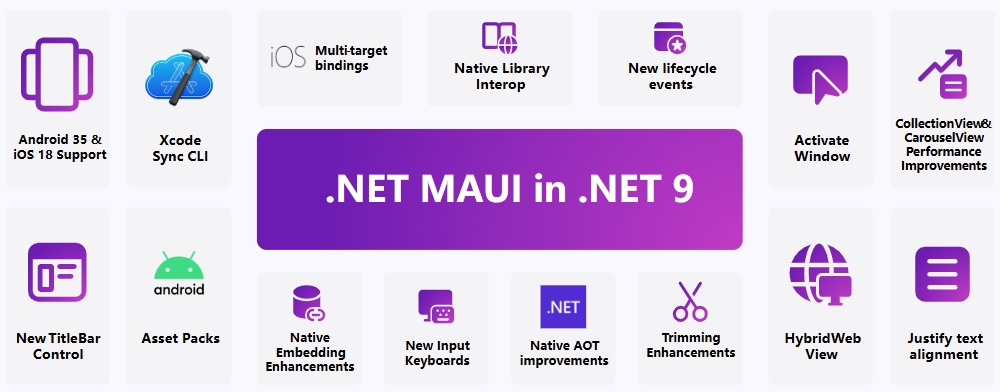 Android 35 &
iOS 18 Support
Xcode
Sync CLI
iOS
Multi-target
bindings
Native Library
Interop
New lifecycle
events
Activate
Window
CollectionView&
CarouselView
Performance
Improvements
.NET MAUI in .NET 9
New TitleBar
Control
android
Asset Packs
Native
Embedding
Enhancements
New Input
Keyboards
.NET
Native AOT
improvements
Trimming
Enhancements
HybridWeb
View
Justify text
alignment